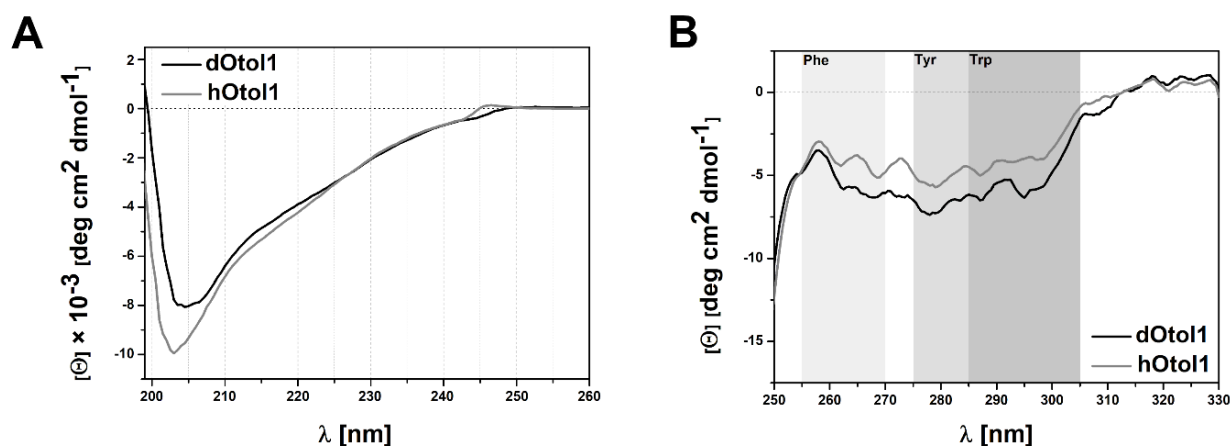 A
dOtol1
hOtol1
0
-2
-4
-6
-8
-10
[Θ] × 10⁻³ [deg cm² dmol⁻¹]
200 210 220 230 240 250 260
λ [nm]
B
Phe Tyr Trp
0
-5
-10
-15
[Θ] [deg cm² dmol⁻¹]
dOtol1
hOtol1
250 260 270 280 290 300 310 320 330
λ [nm]